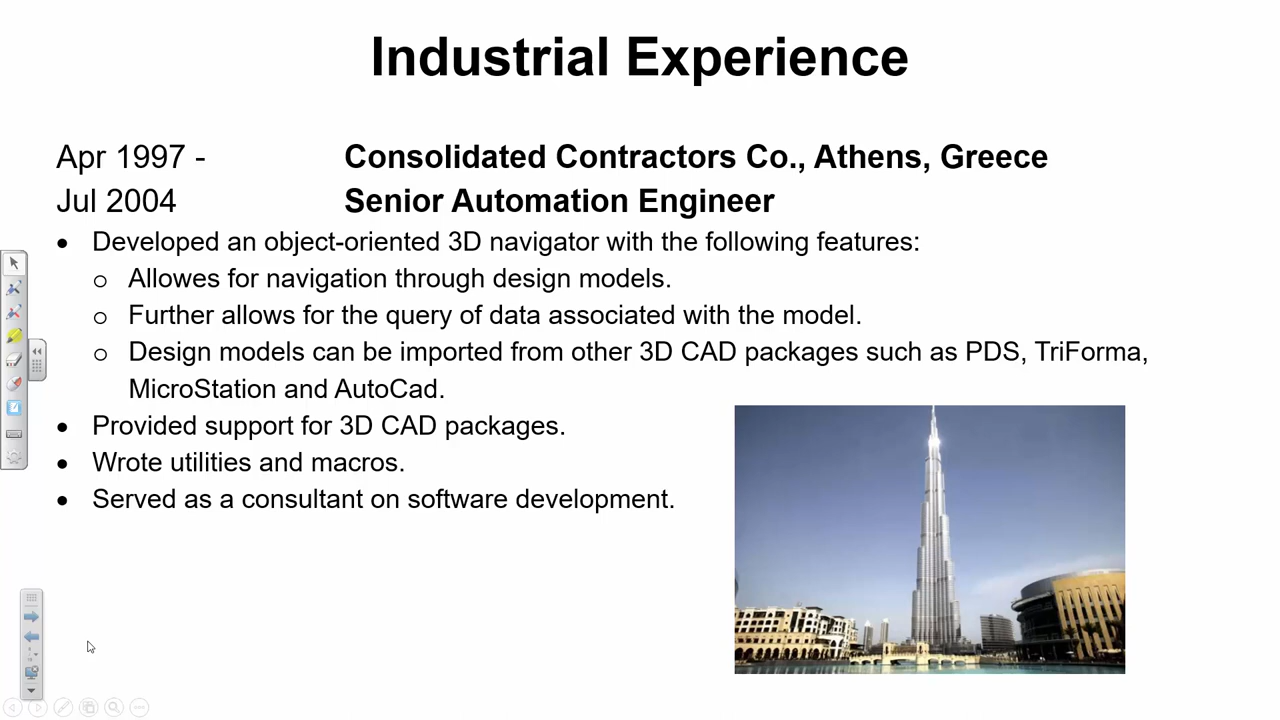 Industrial Experience
Apr 1997 - Consolidated Contractors Co., Athens, Greece
Jul 2004 Senior Automation Engineer
• Developed an object-oriented 3D navigator with the following features:
o Allowes for navigation through design models.
o Further allows for the query of data associated with the model.
o Design models can be imported from other 3D CAD packages such as PDS, TriForma,
MicroStation and AutoCad.
• Provided support for 3D CAD packages.
• Wrote utilities and macros.
• Served as a consultant on software development.